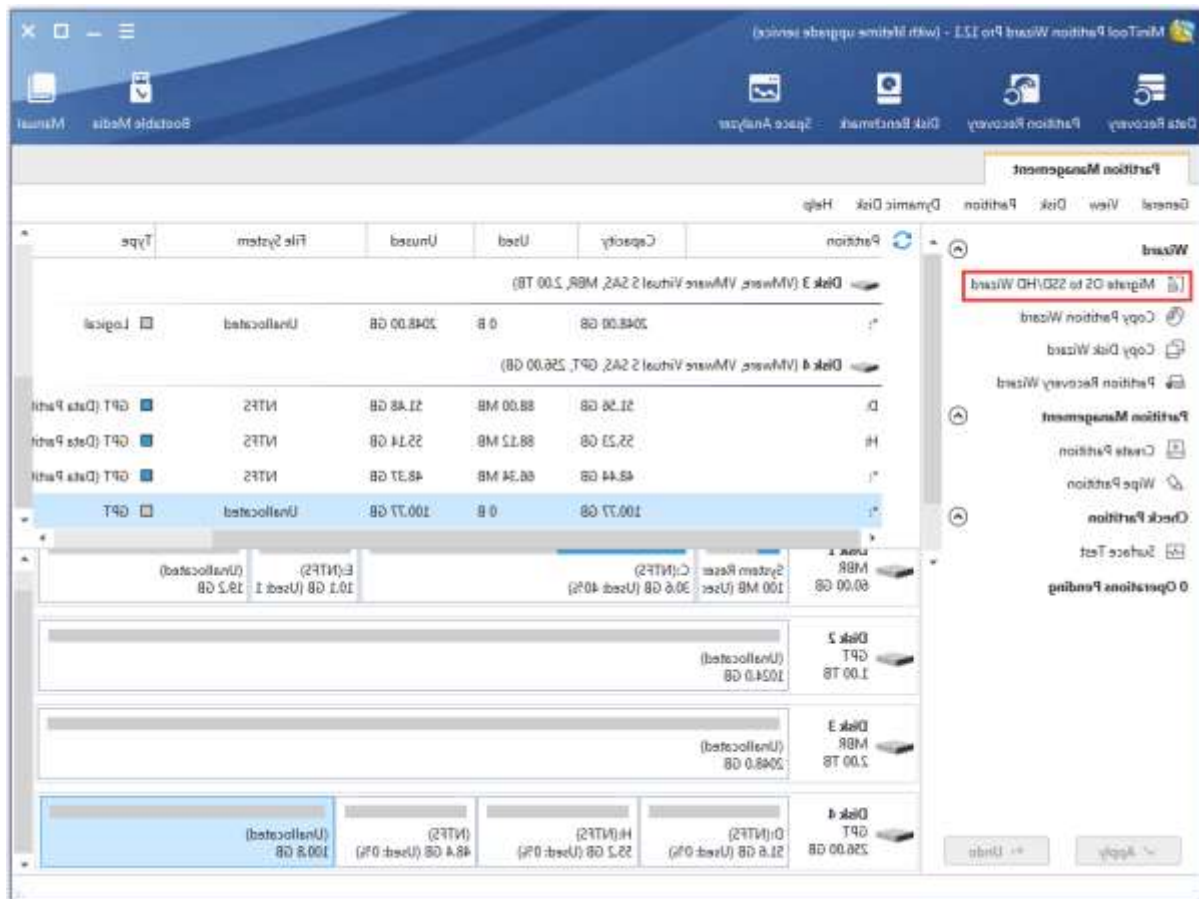 MiniTool Partition Wizard Pro 12.1 - (with lifetime upgrade service)
Data Recovery Partition Recovery Disk Benchmark Space Analyzer Bootable Media Manual
Partition Management
General View Disk Partition Dynamic Disk Help
Wizard
Migrate OS to SSD/HD Wizard
Copy Partition Wizard
Copy Disk Wizard
Partition Recovery Wizard
Partition Management
Create Partition
Wipe Partition
Check Partition
Surface Test
0 Operations Pending
Apply Undo
Partition Capacity Used Unused File System Type
Disk 3 (VMware, VMware Virtual S SAS, MBR, 2.00 TB)
*: 2048.00 GB 0 B 2048.00 GB Unallocated Logical
Disk 4 (VMware, VMware Virtual S SAS, GPT, 256.00 GB)
D: 51.56 GB 88.00 MB 51.48 GB NTFS GPT (Data Partit
H: 55.23 GB 88.12 MB 55.14 GB NTFS GPT (Data Partit
*: 48.44 GB 66.34 MB 48.37 GB NTFS GPT (Data Partit
*: 100.77 GB 0 B 100.77 GB Unallocated GPT
Disk 1
MBR
60.00 GB
System Reser C:(NTFS) E:(NTFS) (Unallocated)
100 MB (Used: 30.6 GB (Used: 40%) 10.1 GB (Used: 1 19.2 GB
Disk 2
GPT
1.00 TB
(Unallocated)
1024.0 GB
Disk 3
MBR
2.00 TB
(Unallocated)
2048.0 GB
Disk 4
GPT
256.00 GB
D:(NTFS) H:(NTFS) (NTFS) (Unallocated)
51.6 GB (Used: 0%) 55.2 GB (Used: 0%) 48.4 GB (Used: 0%) 100.8 GB